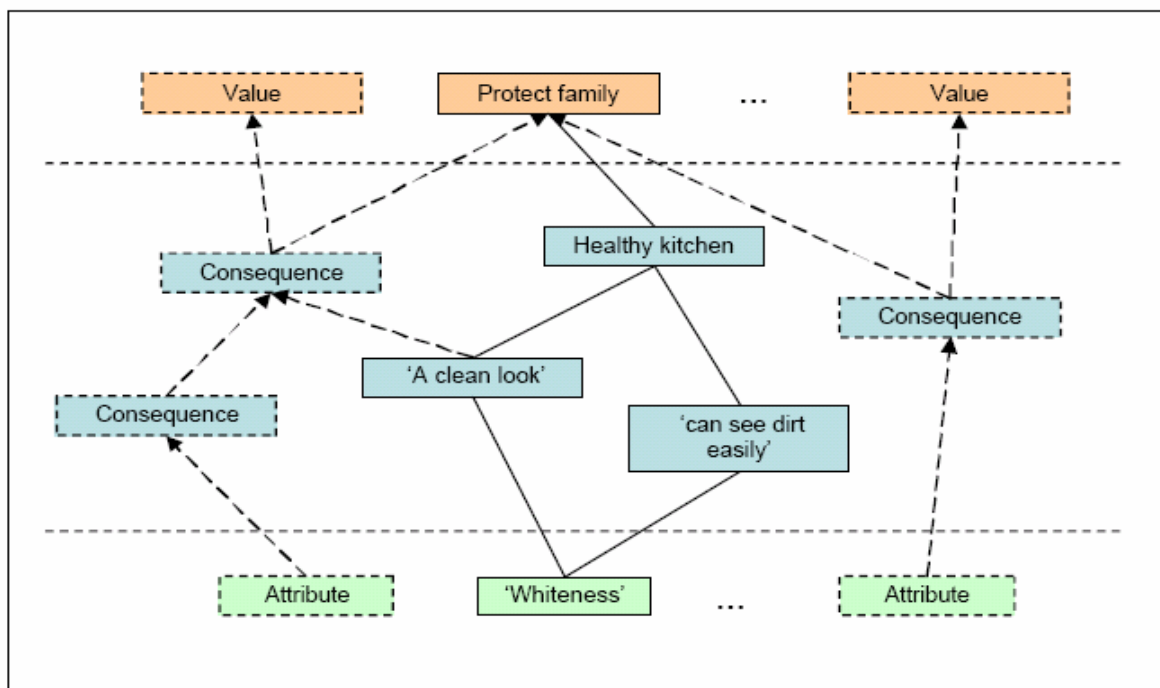 Value
Protect family
...
Value
Healthy kitchen
Consequence
Consequence
‘A clean look’
Consequence
‘can see dirt
easily’
Attribute
‘Whiteness’
...
Attribute